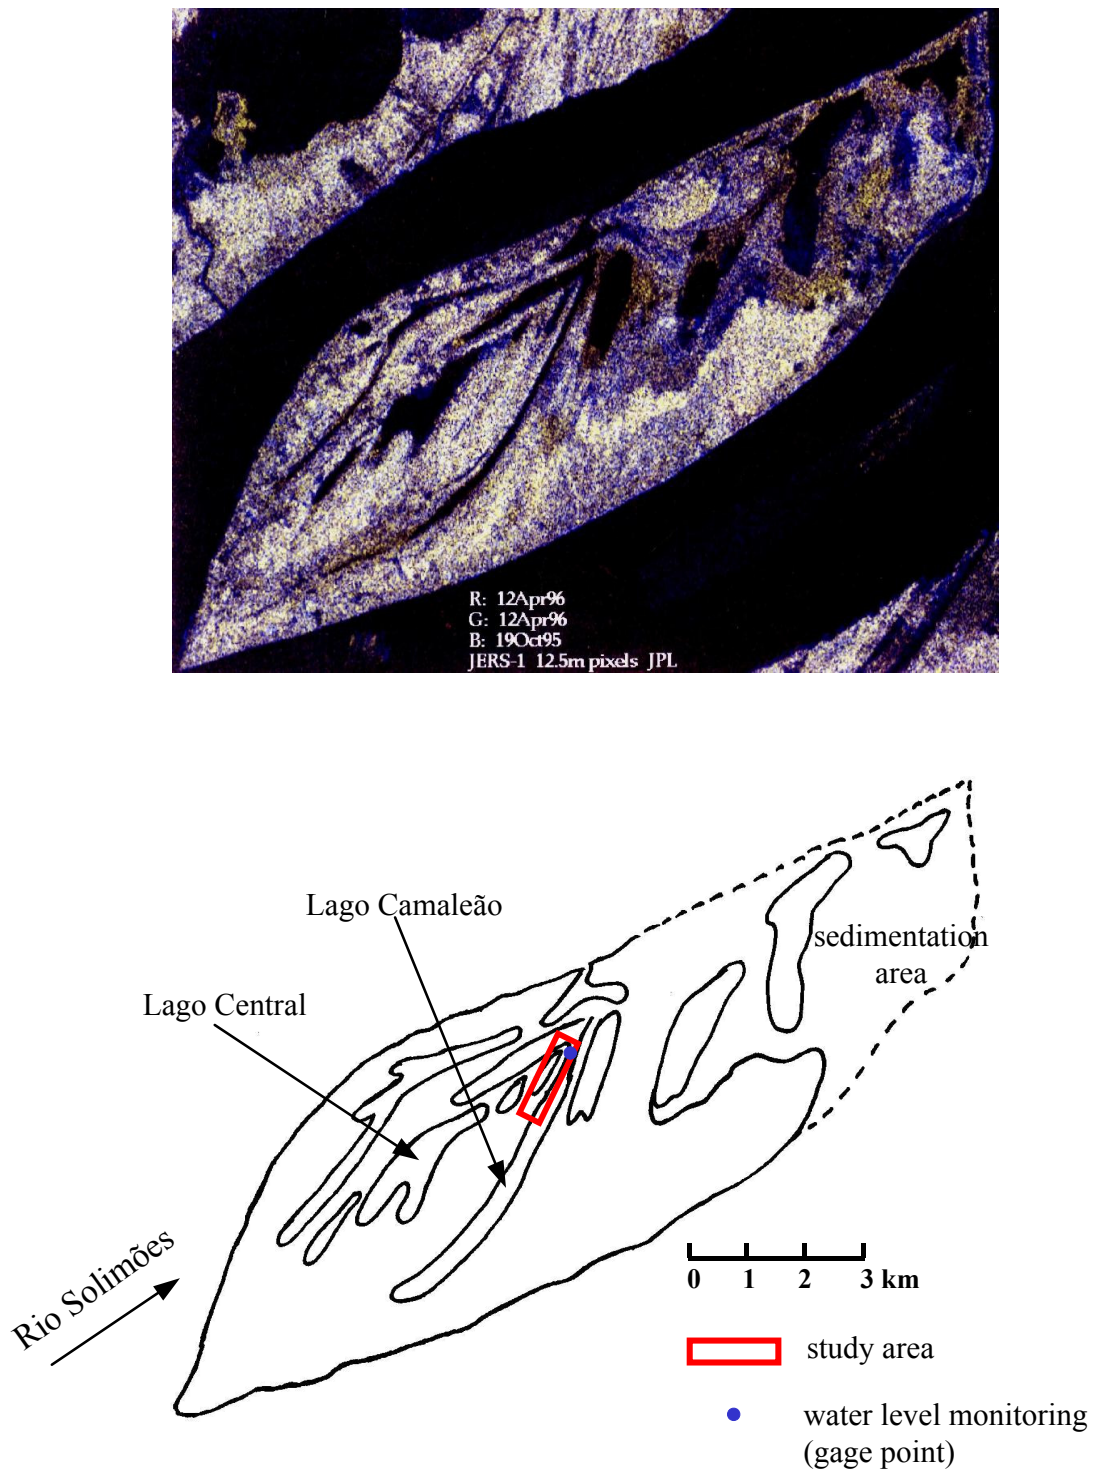 R: 12Apr96
G: 12Apr96
B: 19Oct95
JERS-1 12.5m pixels JPL
Lago Camaleão
sedimentation
area
Lago Central
Rio Solimões
0 1 2 3 km
study area
water level monitoring
(gage point)